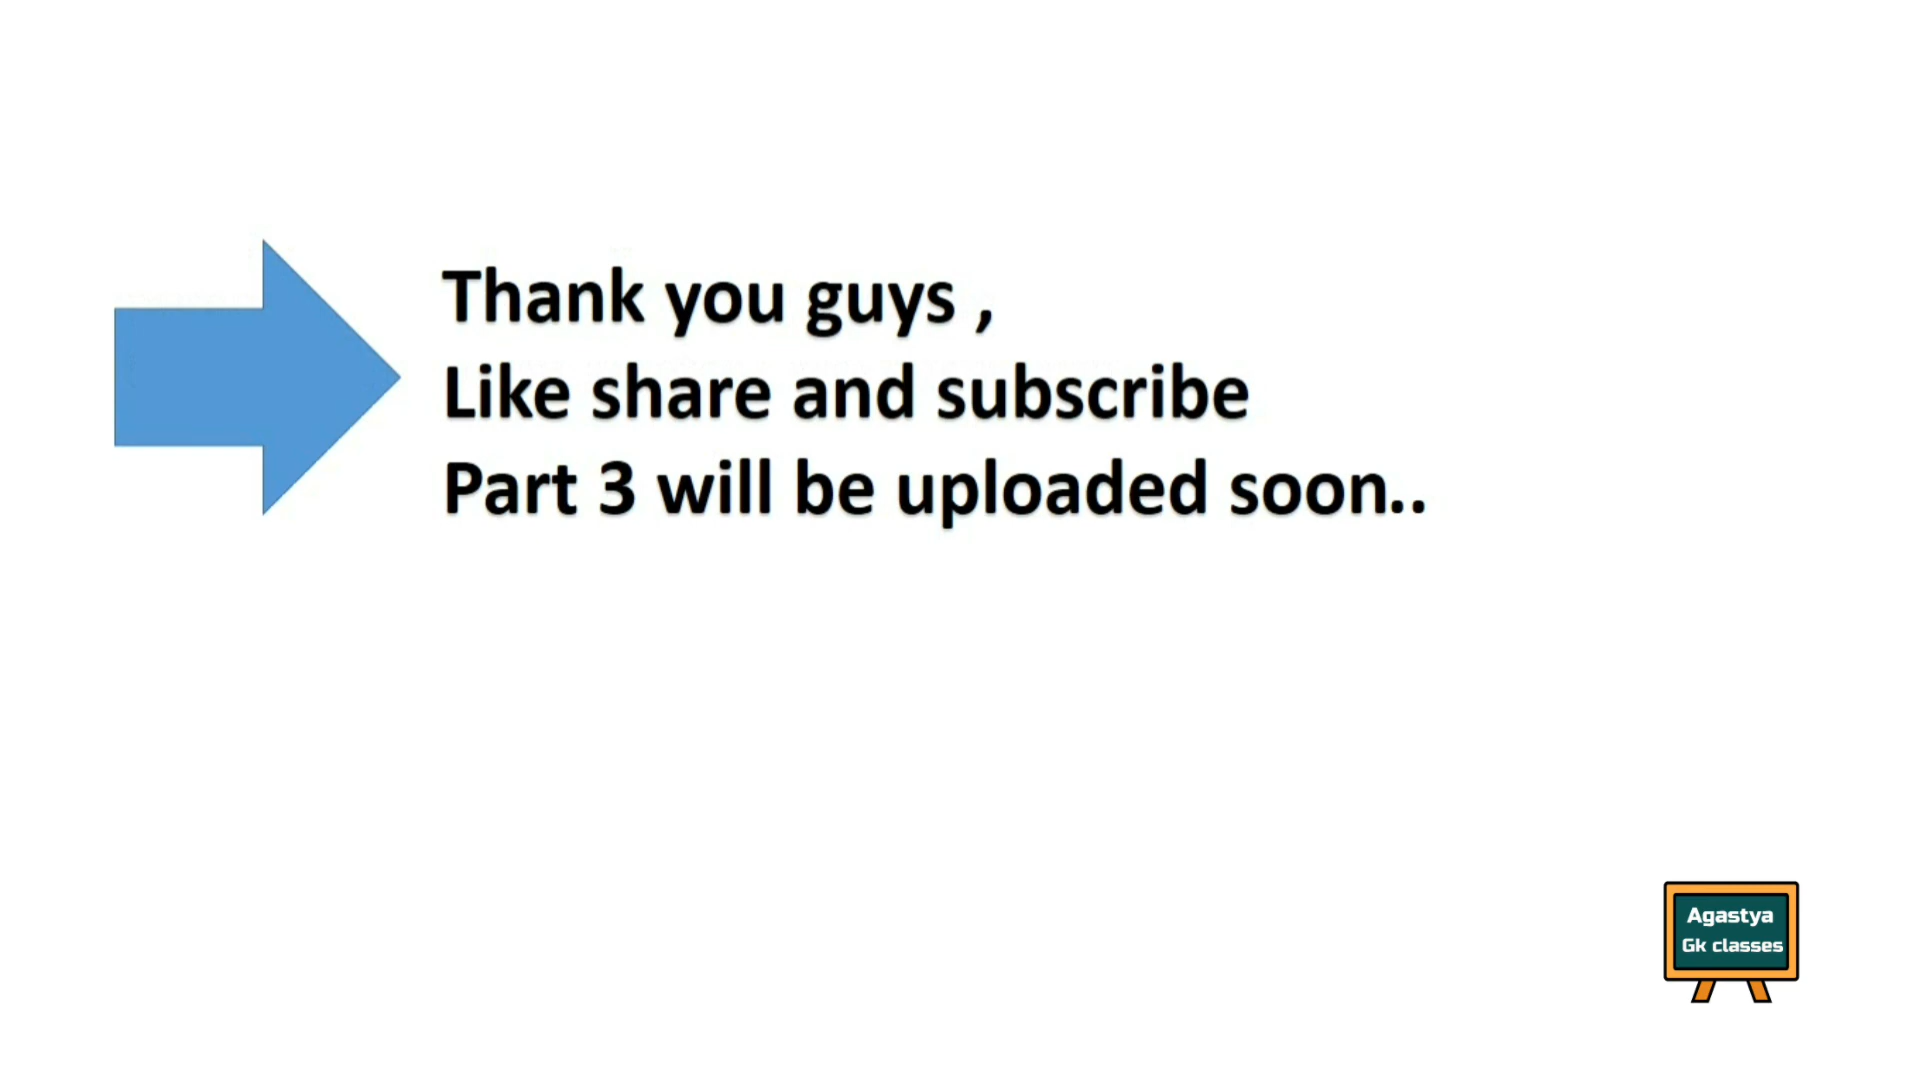 Thank you guys ,
Like share and subscribe
Part 3 will be uploaded soon..
Agastya
Gk classes